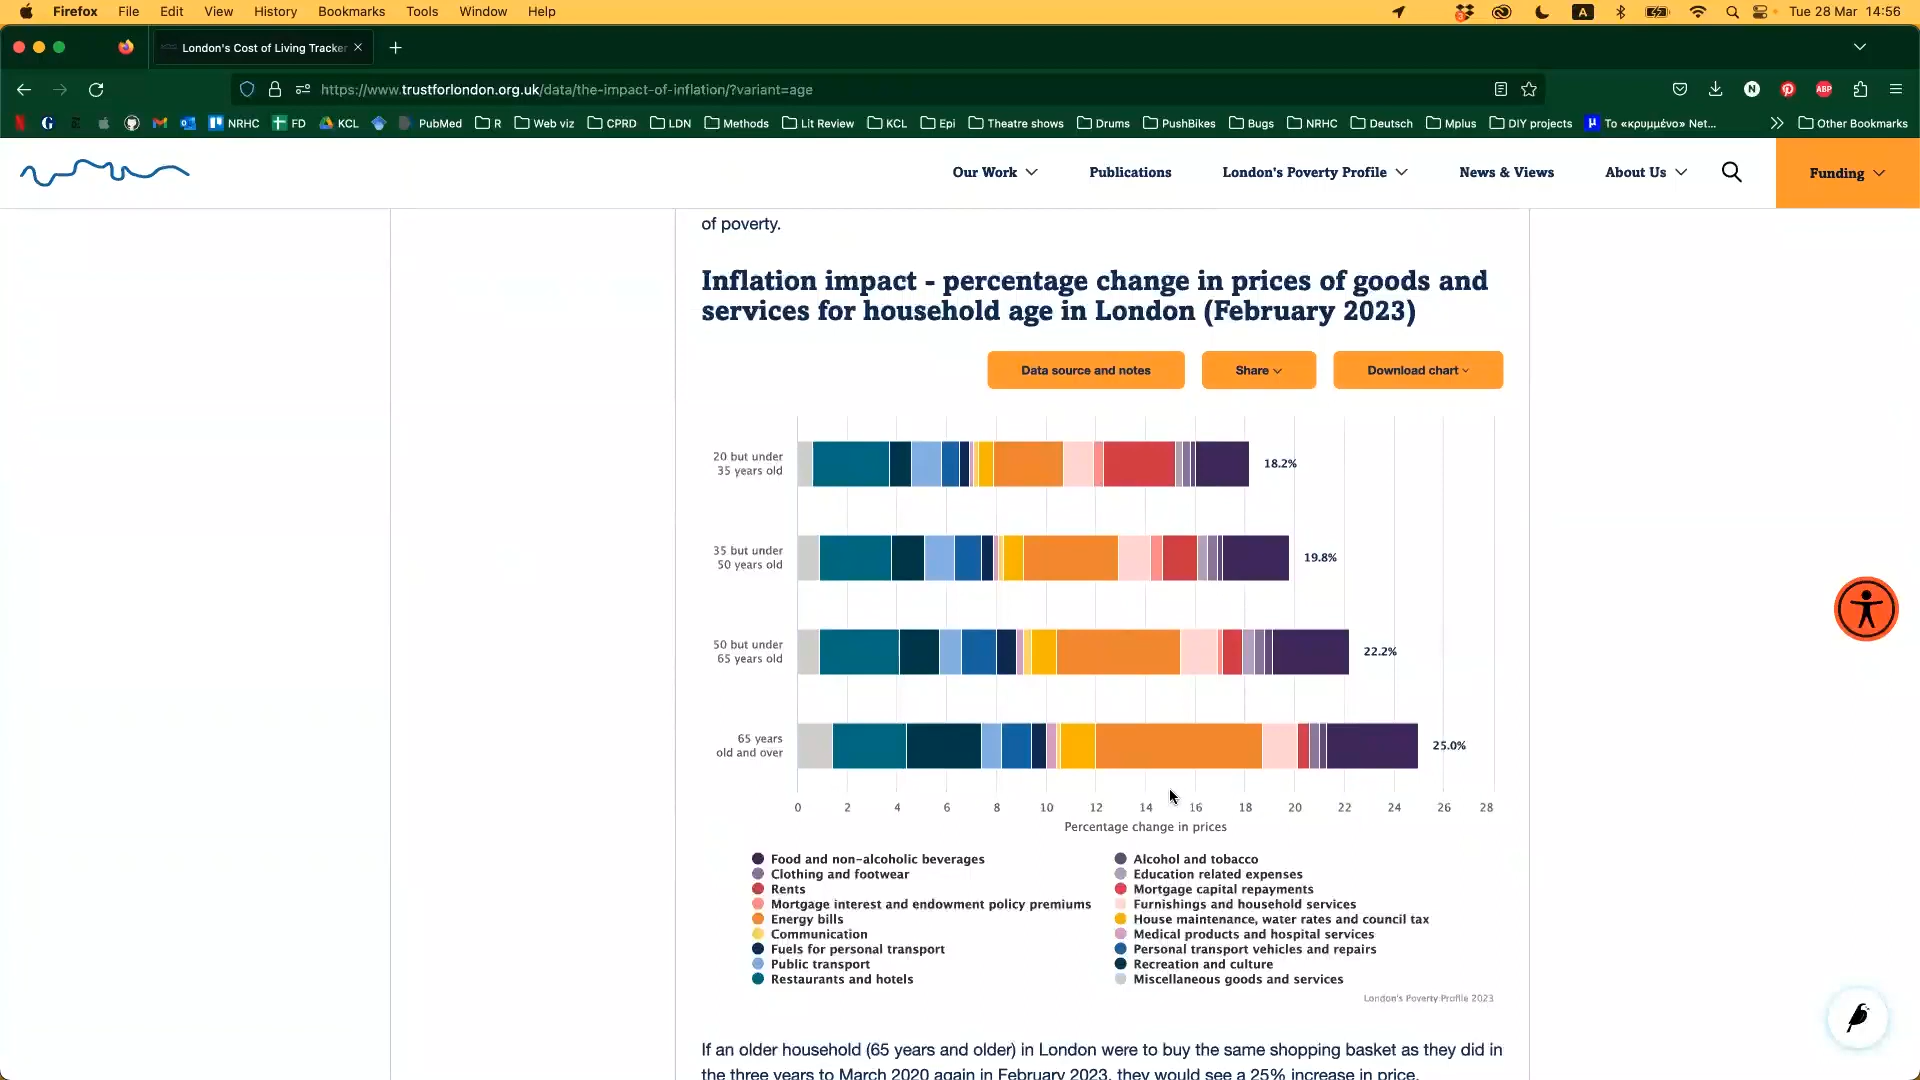 Firefox File Edit View History Bookmarks Tools Window Help A Tue 28 Mar 14:56
London's Cost of Living Tracker
https://www.trustforlondon.org.uk/data/the-impact-of-inflation/?variant=age N ABP
G NRHC FD KCL PubMed R Web viz CPRD LDN Methods Lit Review KCL Epi Theatre shows Drums PushBikes Bugs NRHC Deutsch Mplus DIY projects µ Το «κρυμμένο» Net... Other Bookmarks
Our Work Publications London's Poverty Profile News & Views About Us Funding
of poverty.
Inflation impact - percentage change in prices of goods and
services for household age in London (February 2023)
Data source and notes Share Download chart
20 but under
35 years old
18.2%
35 but under
50 years old
19.8%
50 but under
65 years old
22.2%
65 years
old and over
25.0%
0 2 4 6 8 10 12 14 16 18 20 22 24 26 28
Percentage change in prices
Food and non-alcoholic beverages
Clothing and footwear
Rents
Mortgage interest and endowment policy premiums
Energy bills
Communication
Fuels for personal transport
Public transport
Restaurants and hotels
Alcohol and tobacco
Education related expenses
Mortgage capital repayments
Furnishings and household services
House maintenance, water rates and council tax
Medical products and hospital services
Personal transport vehicles and repairs
Recreation and culture
Miscellaneous goods and services
London's Poverty Profile 2023
If an older household (65 years and older) in London were to buy the same shopping basket as they did in
the three years to March 2020 again in February 2023, they would see a 25% increase in price.